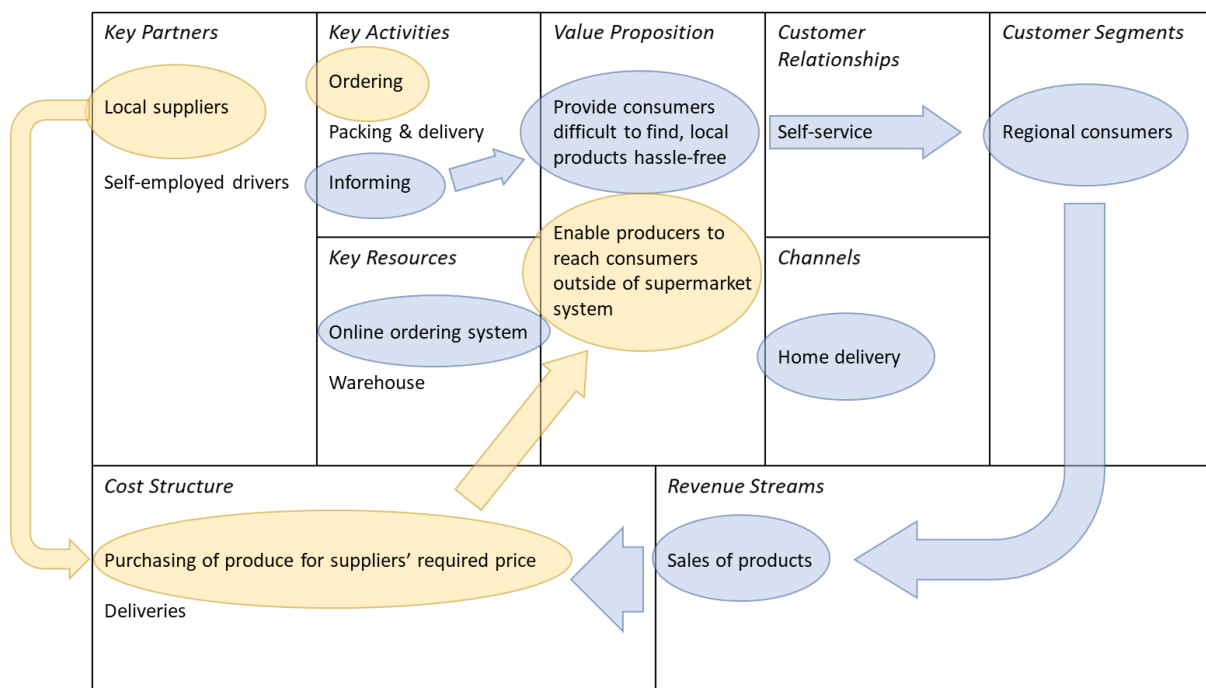 Key Partners
Local suppliers
Self-employed drivers
Key Activities
Ordering
Packing & delivery
Informing
Key Resources
Online ordering system
Warehouse
Value Proposition
Provide consumers
difficult to find, local
products hassle-free
Enable producers to
reach consumers
outside of supermarket
system
Customer
Relationships
Self-service
Channels
Home delivery
Customer Segments
Regional consumers
Cost Structure
Purchasing of produce for suppliers’ required price
Deliveries
Revenue Streams
Sales of products